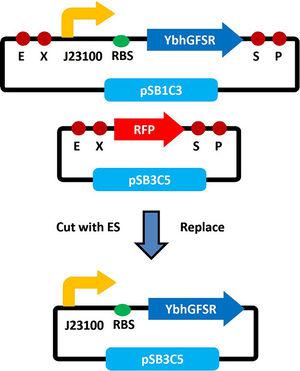 YbhGFSR
E X J23100 RBS S P
pSB1C3
RFP
E X S P
pSB3C5
Cut with ES Replace
YbhGFSR
J23100 RBS
pSB3C5